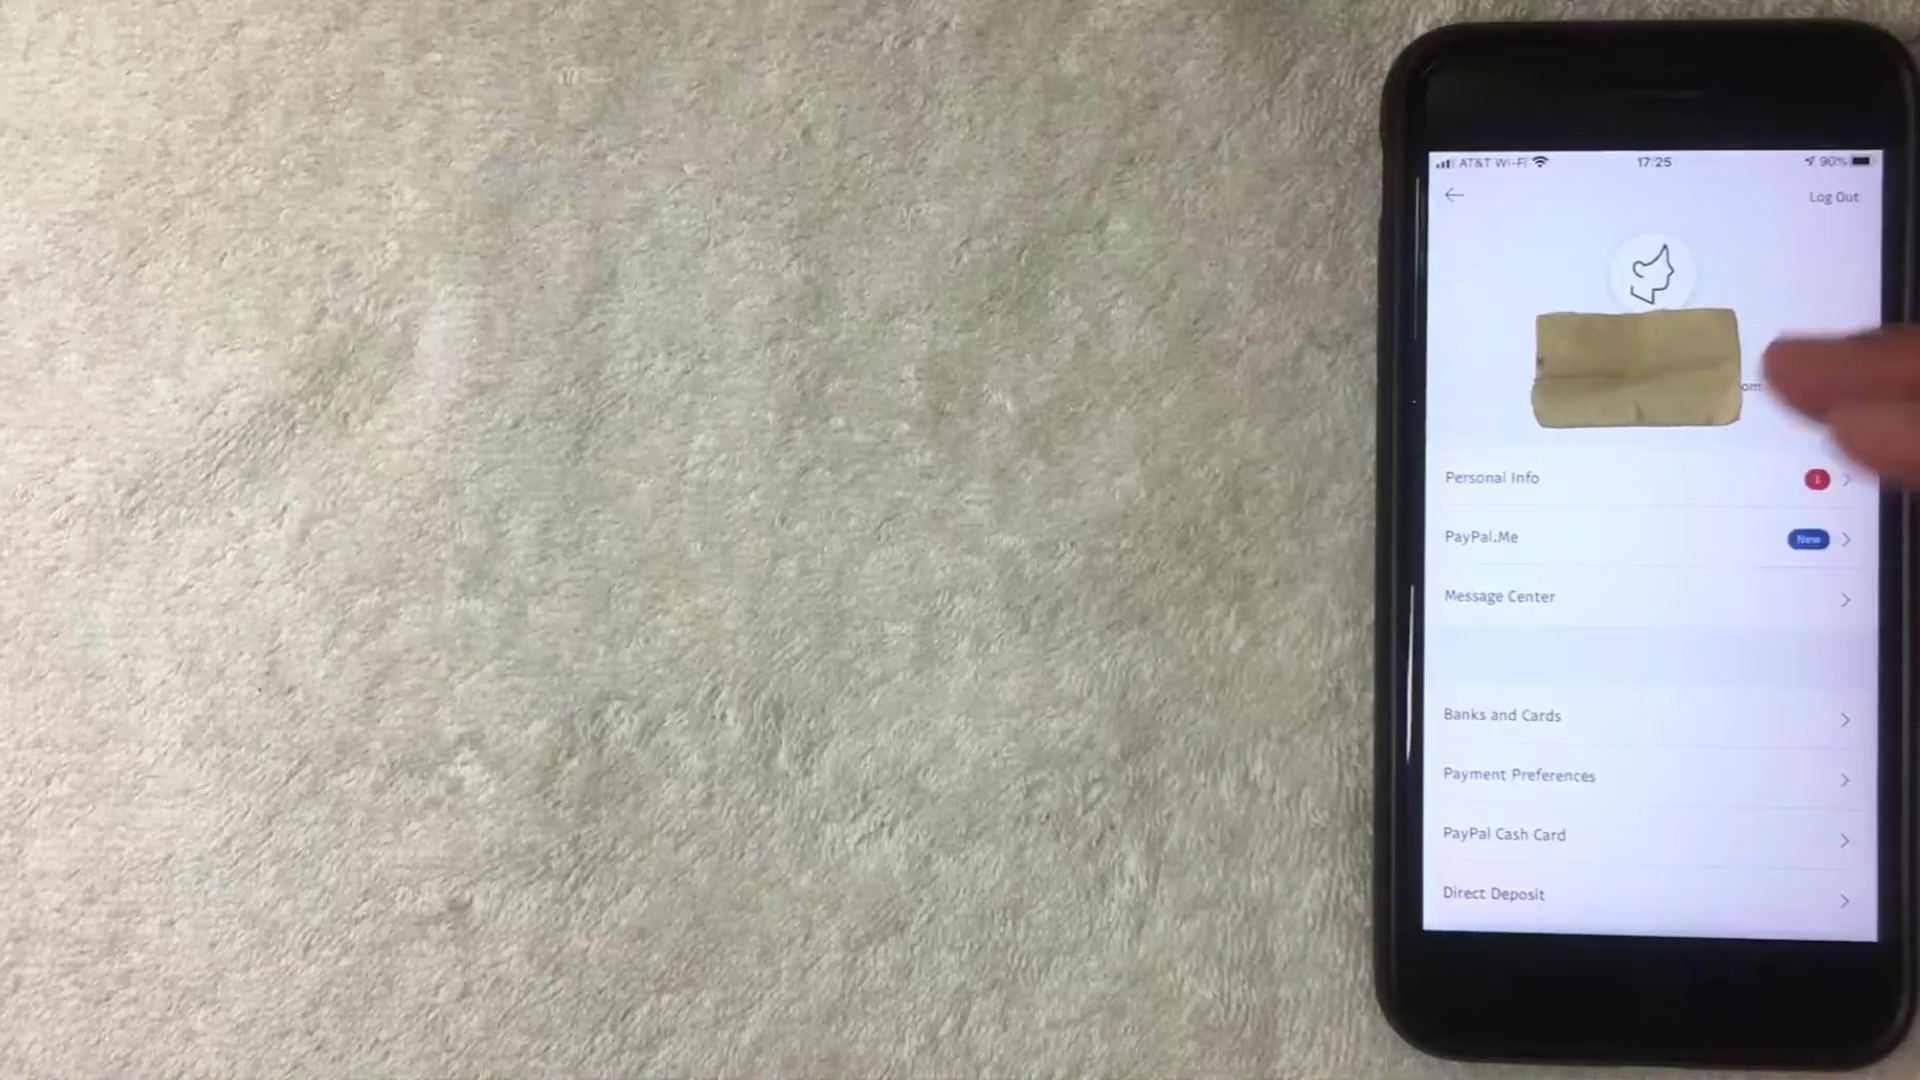 AT&T Wi-Fi 17:25 90%
Log Out
om
Personal Info 1
PayPal.Me New
Message Center
Banks and Cards
Payment Preferences
PayPal Cash Card
Direct Deposit